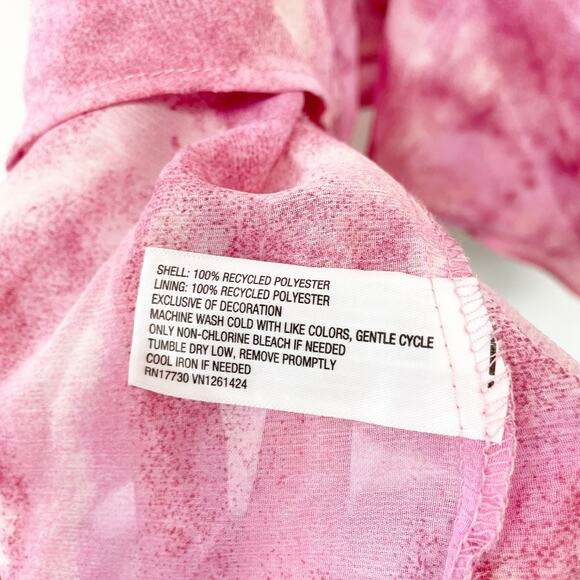 SHELL: 100% RECYCLED POLYESTER
LINING: 100% RECYCLED POLYESTER
EXCLUSIVE OF DECORATION
MACHINE WASH COLD WITH LIKE COLORS, GENTLE CYCLE
ONLY NON-CHLORINE BLEACH IF NEEDED
TUMBLE DRY LOW, REMOVE PROMPTLY
COOL IRON IF NEEDED
RN17730 VN1261424